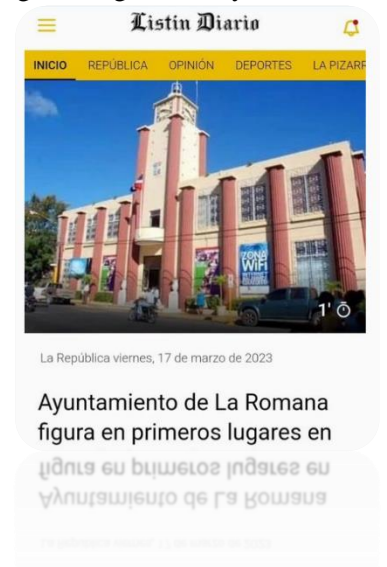 Listin Diario
INICIO REPÚBLICA OPINIÓN DEPORTES LA PIZARR
ZONA
WiFi
1'
La República viernes, 17 de marzo de 2023
Ayuntamiento de La Romana
figura en primeros lugares en